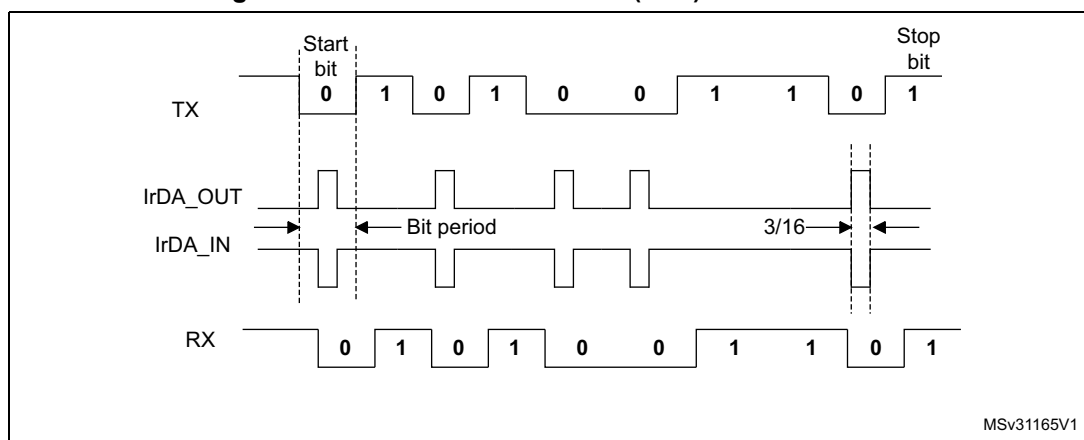 Start
bit
Stop
bit
TX
0 1 0 1 0 0 1 1 0 1
IrDA_OUT
Bit period
3/16
IrDA_IN
RX
0 1 0 1 0 0 1 1 0 1
MSv31165V1